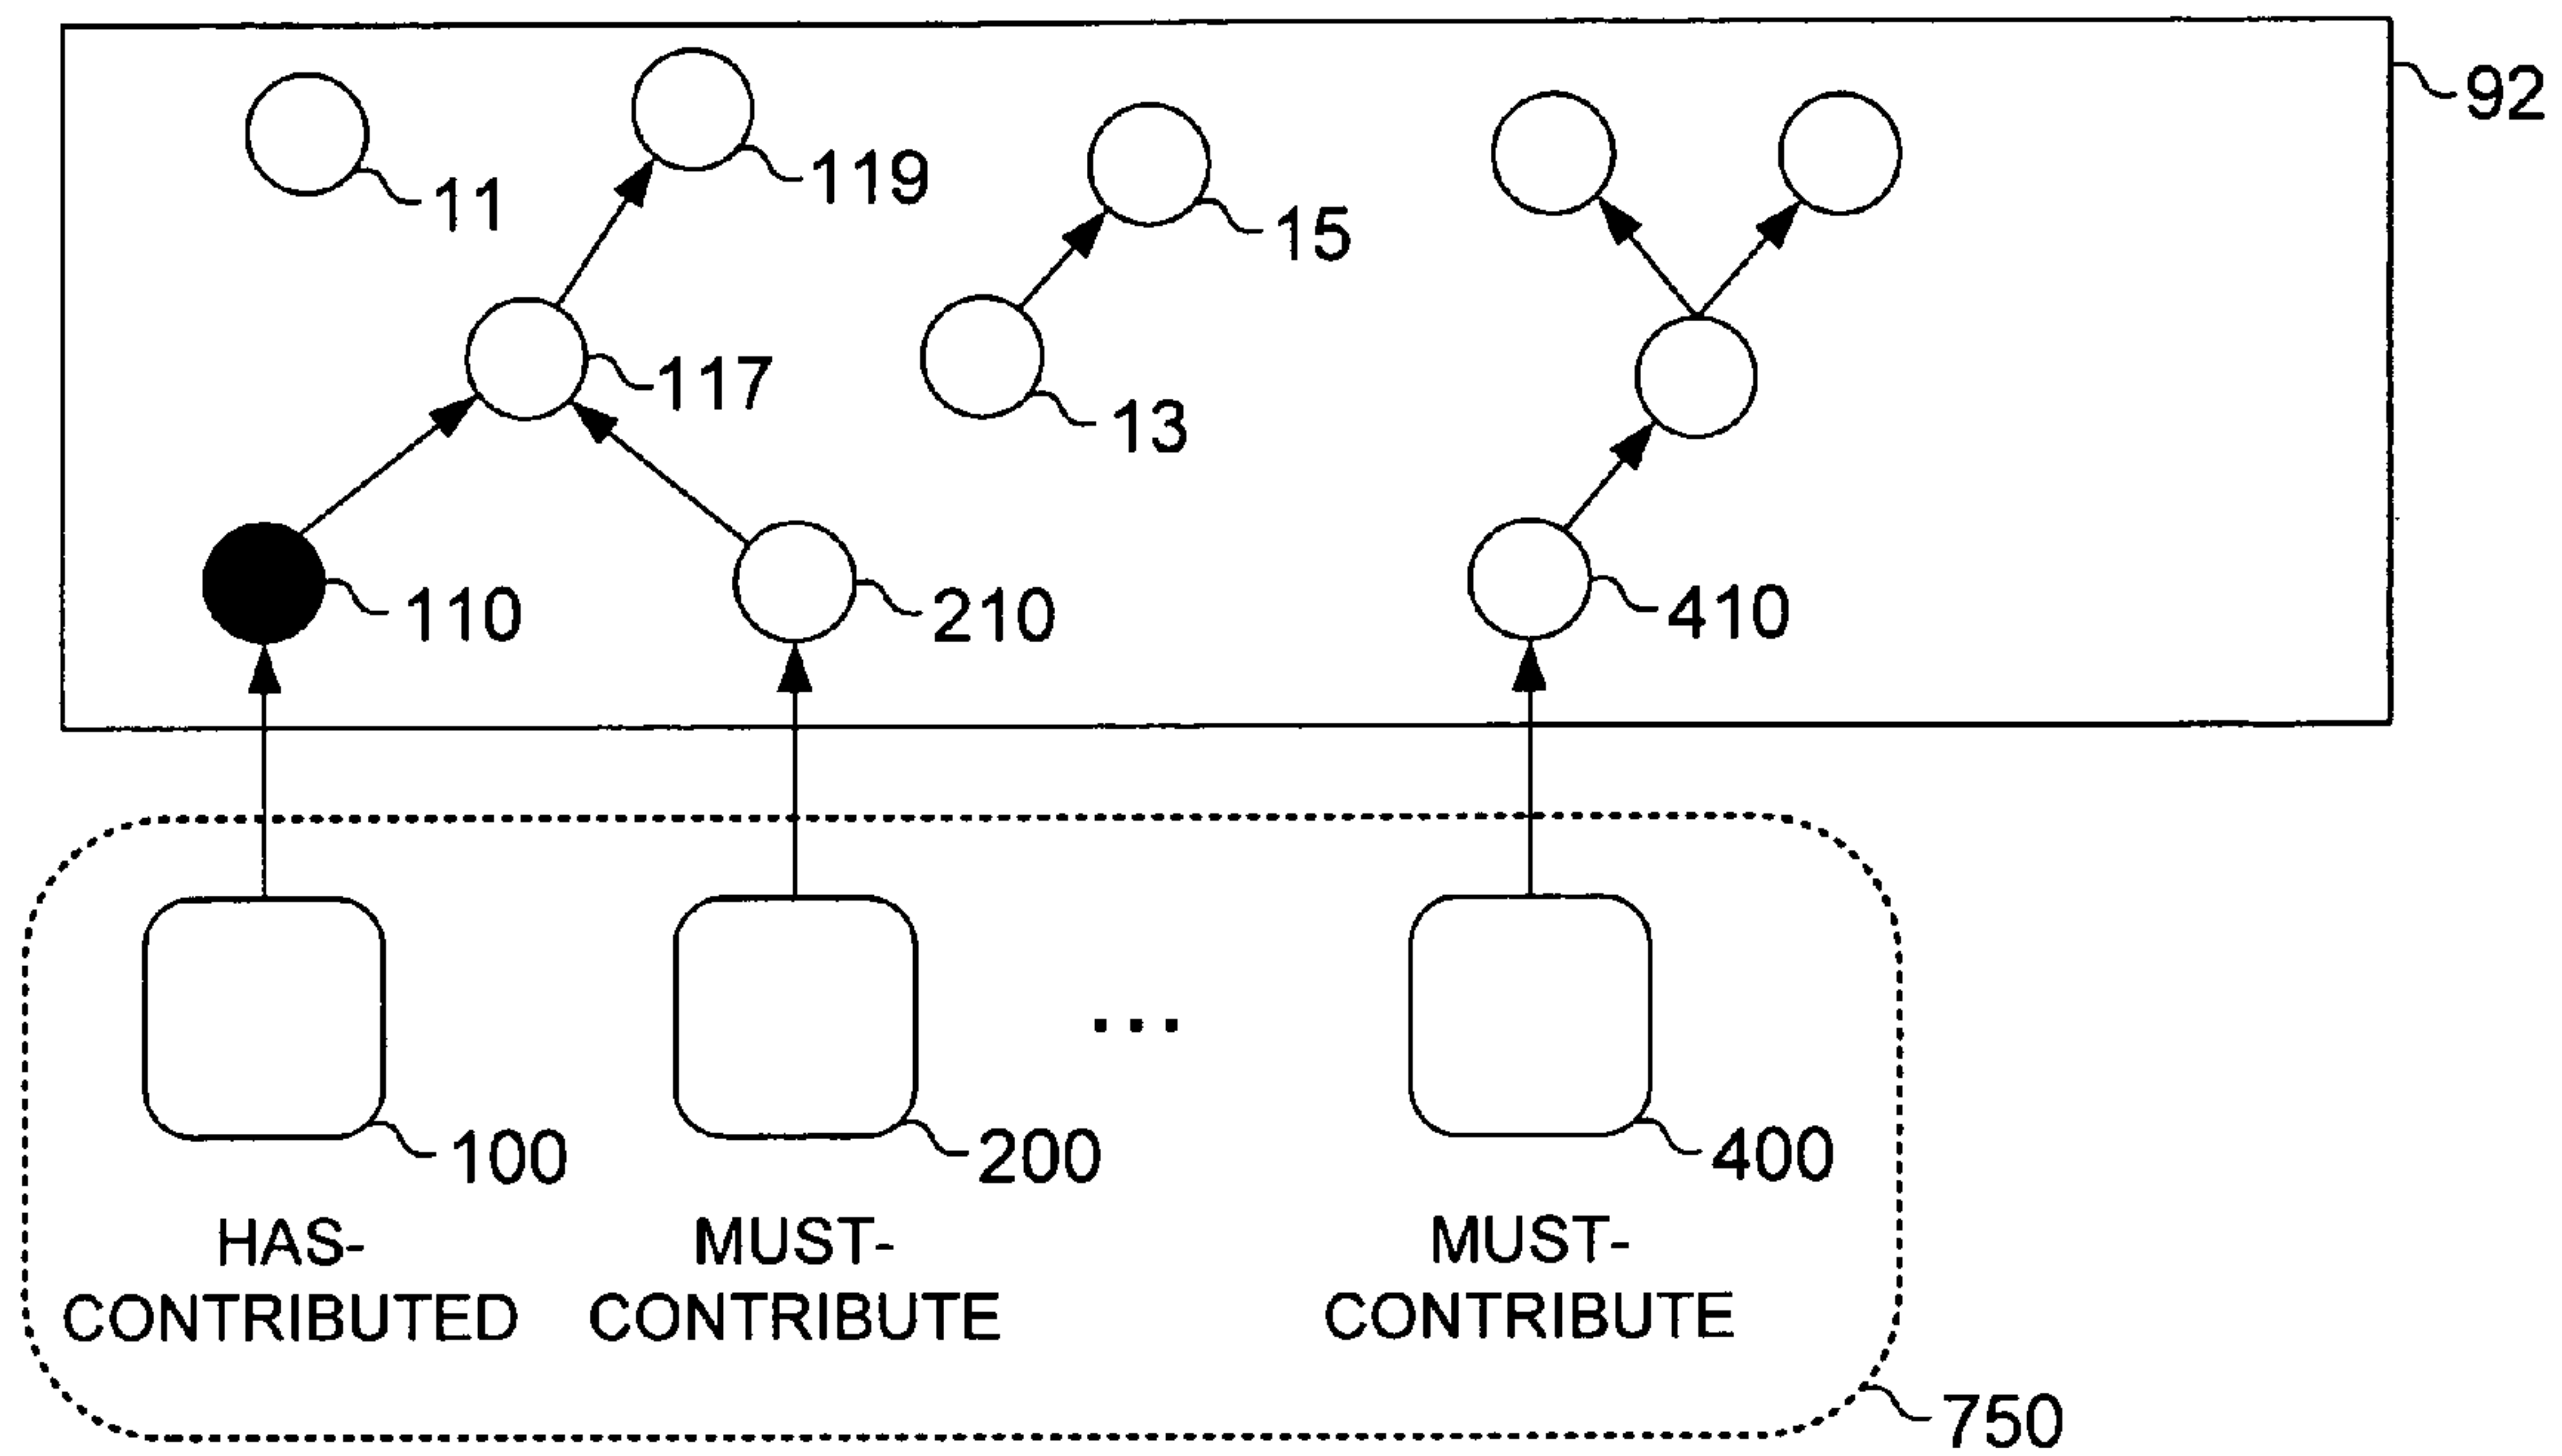 92
119
11
15
117
13
110
210
410
...
100
200
400
HAS-
CONTRIBUTED
MUST-
CONTRIBUTE
MUST-
CONTRIBUTE
750